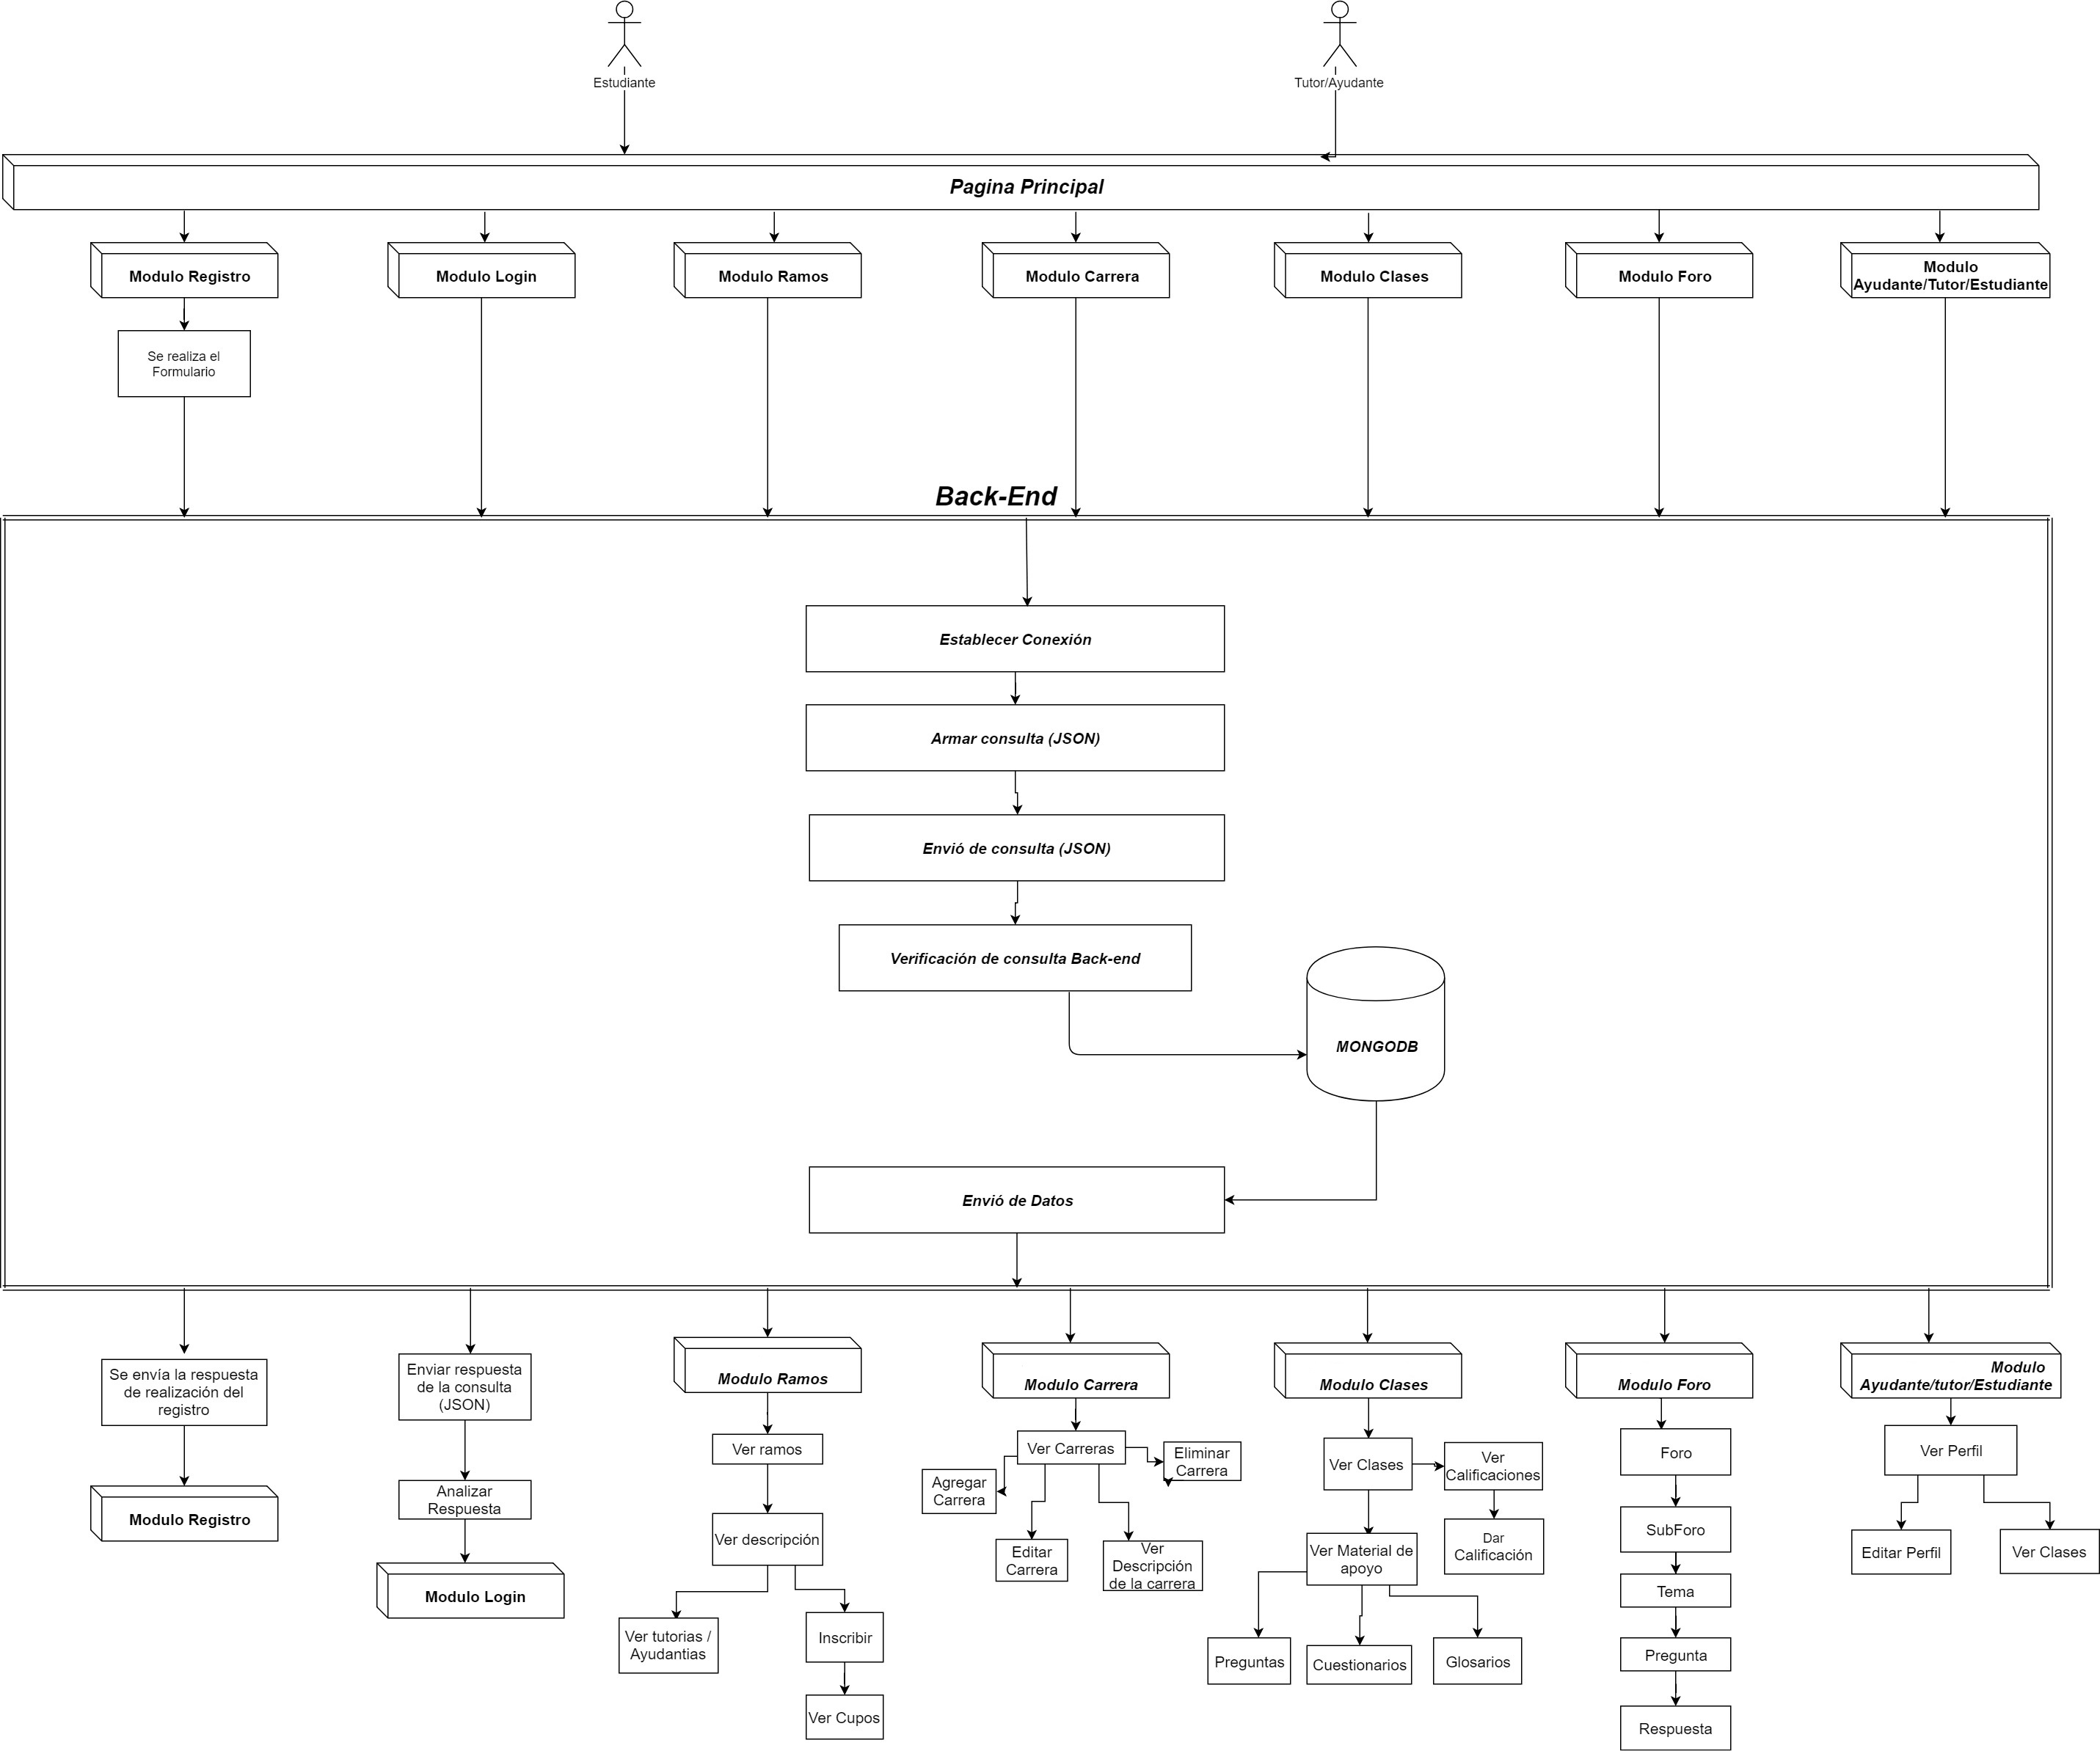 Estudiante
Tutor/Ayudante
Pagina Principal
Modulo Registro
Modulo Login
Modulo Ramos
Modulo Carrera
Modulo Clases
Modulo Foro
Modulo
Ayudante/Tutor/Estudiante
Se realiza el
Formulario
Back-End
Establecer Conexión
Armar consulta (JSON)
Envió de consulta (JSON)
Verificación de consulta Back-end
MONGODB
Envió de Datos
Se envía la respuesta
de realización del
registro
Modulo Registro
Enviar respuesta
de la consulta
(JSON)
Analizar
Respuesta
Modulo Login
Modulo Ramos
Ver ramos
Ver descripción
Ver tutorias /
Ayudantias
Inscribir
Ver Cupos
Modulo Carrera
Ver Carreras
Agregar
Carrera
Eliminar
Carrera
Editar
Carrera
Ver
Descripción
de la carrera
Modulo Clases
Ver Clases
Ver
Calificaciones
Dar
Calificación
Ver Material de
apoyo
Preguntas
Cuestionarios
Glosarios
Modulo Foro
Foro
SubForo
Tema
Pregunta
Respuesta
Modulo
Ayudante/tutor/Estudiante
Ver Perfil
Editar Perfil
Ver Clases